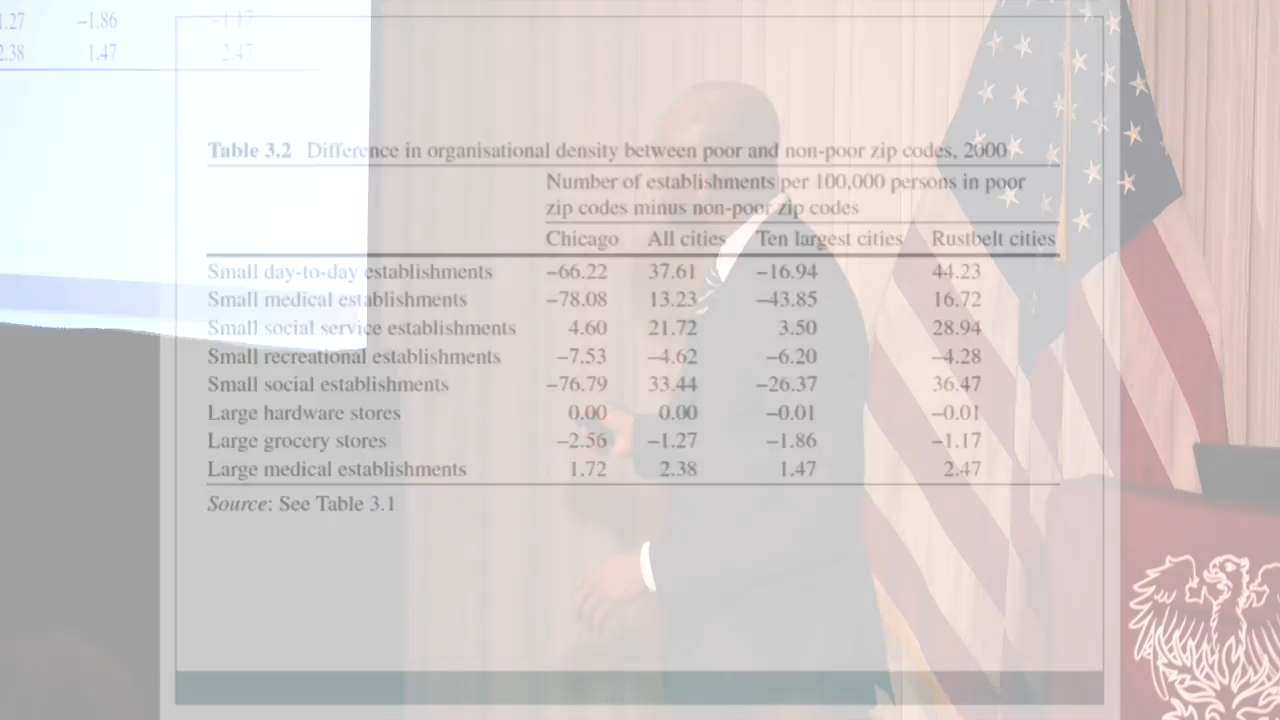 1.27 –1.86 –1.17
2.38 1.47 2.47
Table 3.2 Difference in organisational density between poor and non-poor zip codes, 2000
Number of establishments per 100,000 persons in poor
zip codes minus non-poor zip codes
Chicago All cities Ten largest cities Rustbelt cities
Small day-to-day establishments –66.22 37.61 –16.94 44.23
Small medical establishments –78.08 13.23 –43.85 16.72
Small social service establishments 4.60 21.72 3.50 28.94
Small recreational establishments –7.53 –4.62 –6.20 –4.28
Small social establishments –76.79 33.44 –26.37 36.47
Large hardware stores 0.00 0.00 –0.01 –0.01
Large grocery stores –2.56 –1.27 –1.86 –1.17
Large medical establishments 1.72 2.38 1.47 2.47
Source: See Table 3.1